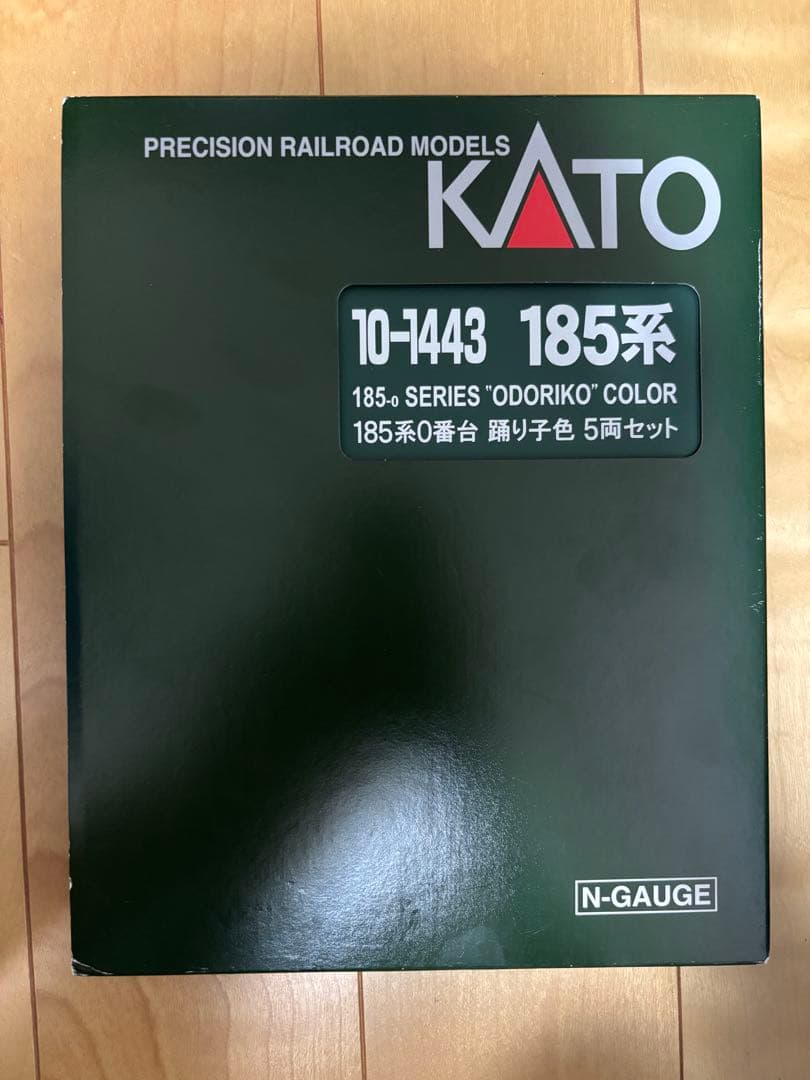 PRECISION RAILROAD MODELS
KATO
10-1443 185系
185-0 SERIES "ODORIKO" COLOR
185系0番台 踊り子色 5両セット
N-GAUGE